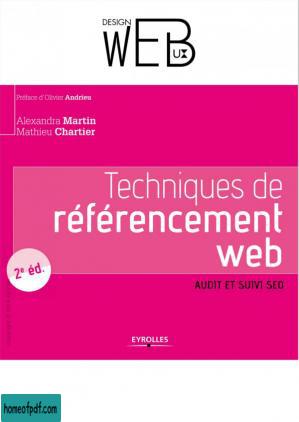 DESIGN
WEB
UX
Préface d'Olivier Andrieu
Alexandra Martin
Mathieu Chartier
Techniques de
référencement
web
2e éd.
AUDIT ET SUIVI SEO
EYROLLES
homeofpdf.com